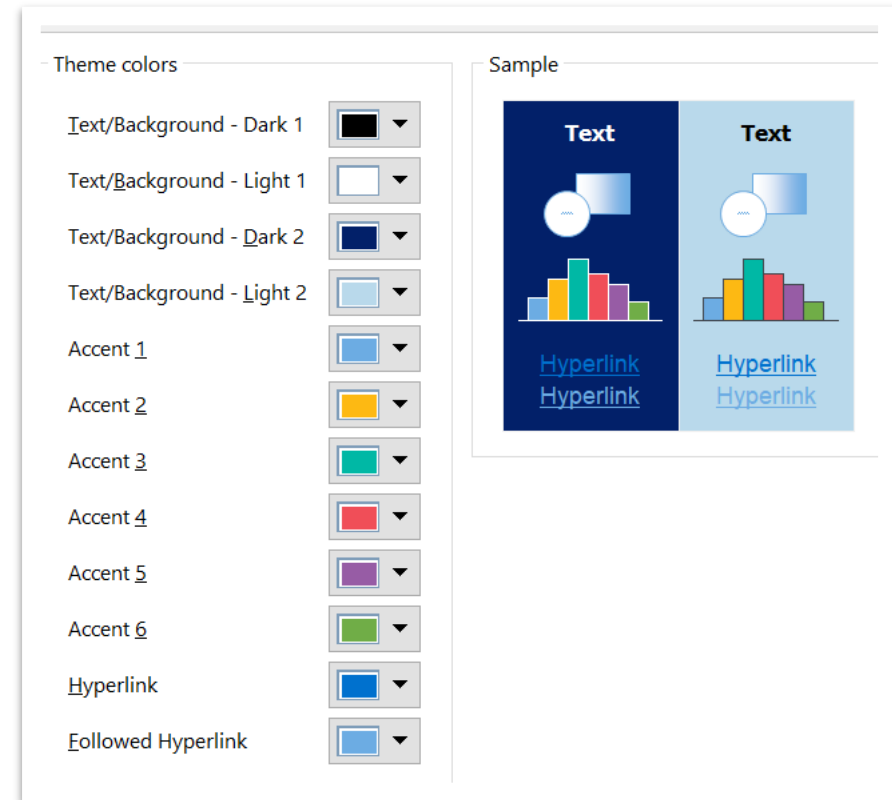 Theme colors
Text/Background - Dark 1
Text/Background - Light 1
Text/Background - Dark 2
Text/Background - Light 2
Accent 1
Accent 2
Accent 3
Accent 4
Accent 5
Accent 6
Hyperlink
Followed Hyperlink
Sample
Text Text
Hyperlink Hyperlink
Hyperlink Hyperlink